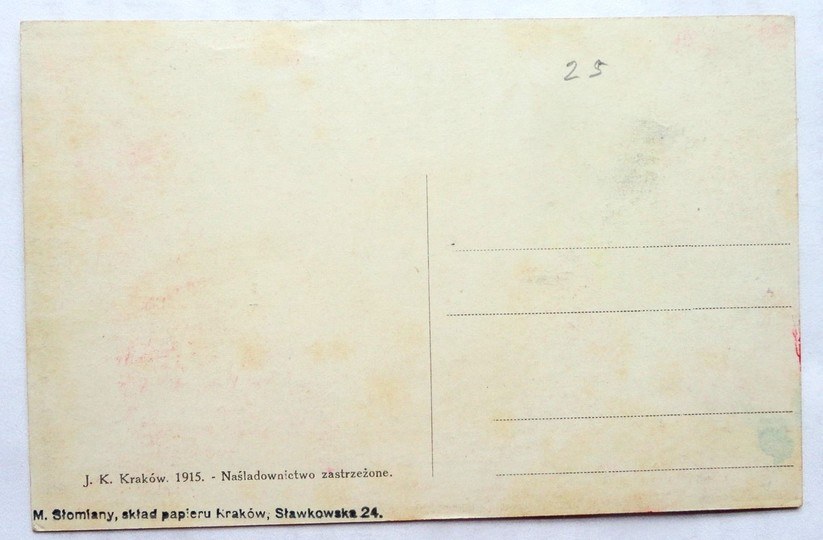 25
J. K. Kraków. 1915. - Naśladownictwo zastrzeżone.
M. Słomiany, skład papieru Kraków, Sławkowska 24.